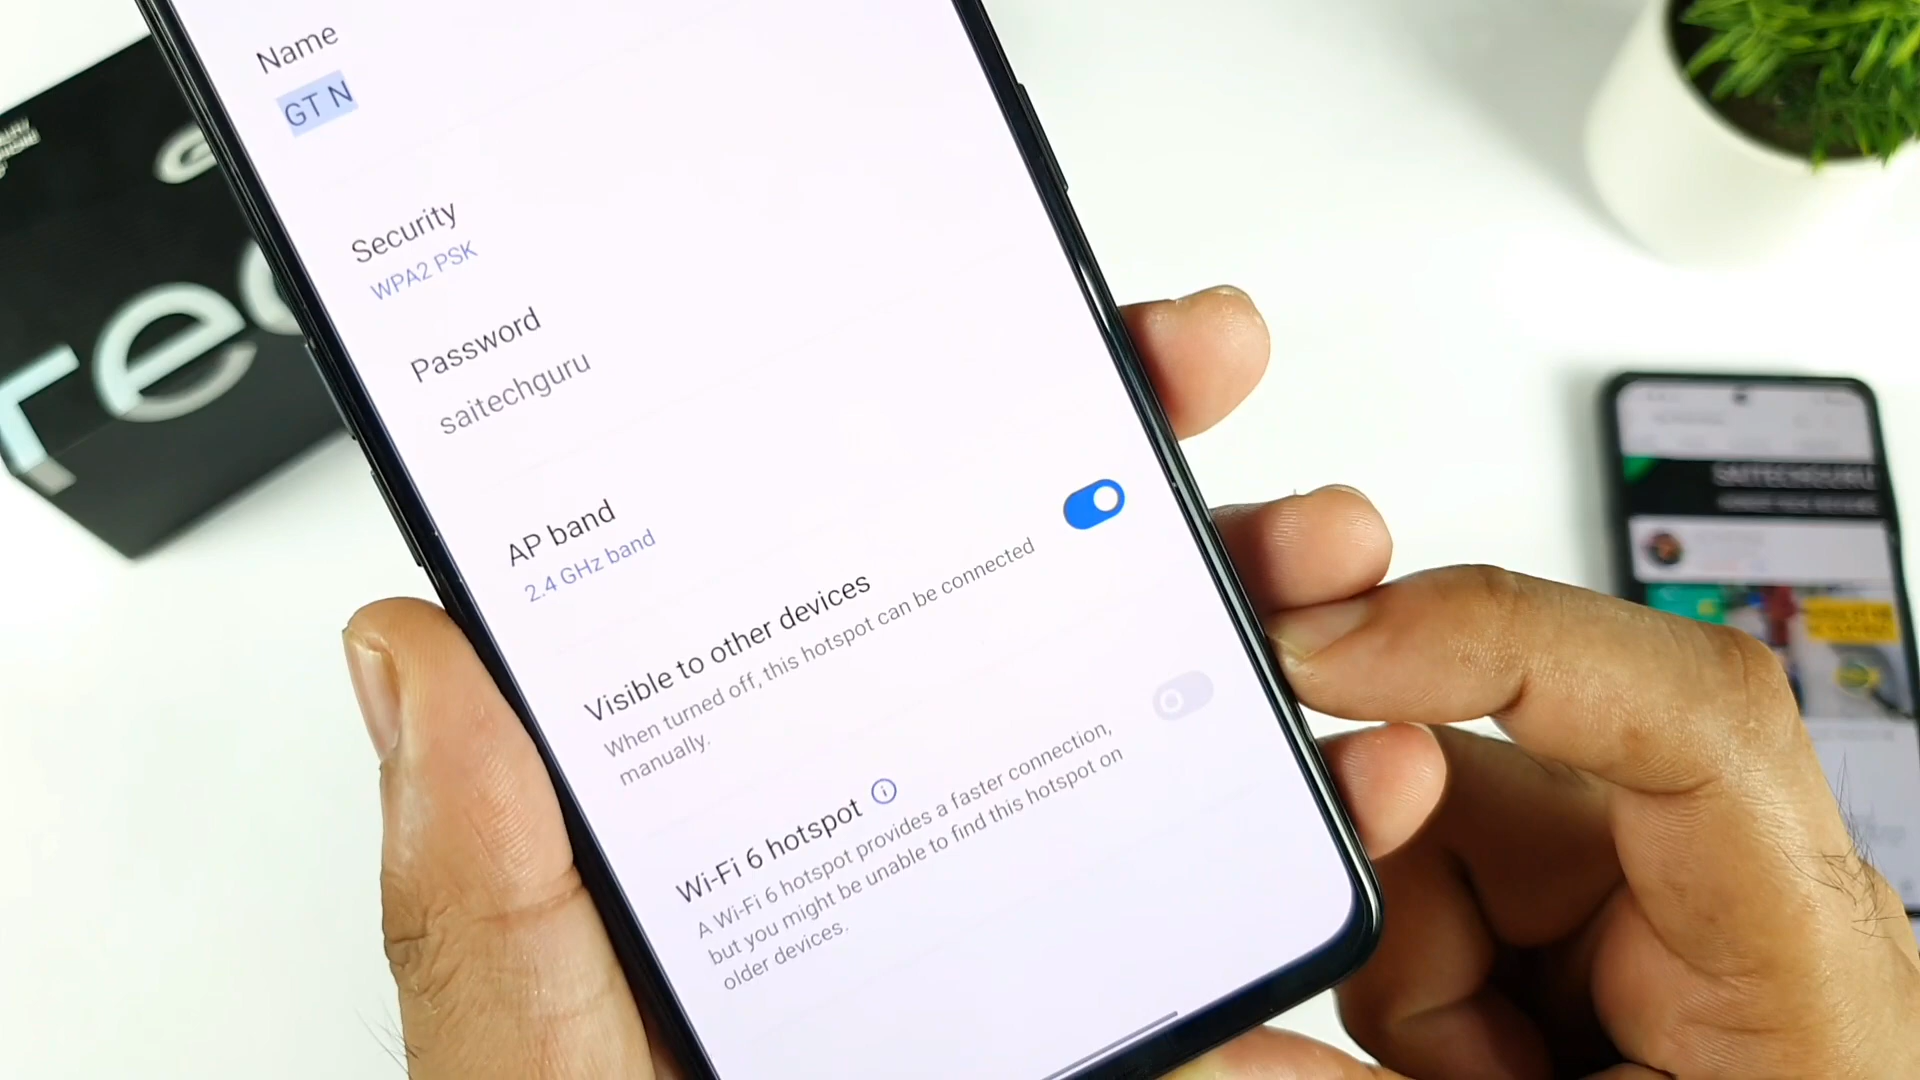 Name
GT N
Security
WPA2 PSK
Password
saitechguru
AP band
2.4 GHz band
Visible to other devices
When turned off, this hotspot can be connected
manually.
Wi-Fi 6 hotspot
A Wi-Fi 6 hotspot provides a faster connection,
but you might be unable to find this hotspot on
older devices.
SAITECHGURU